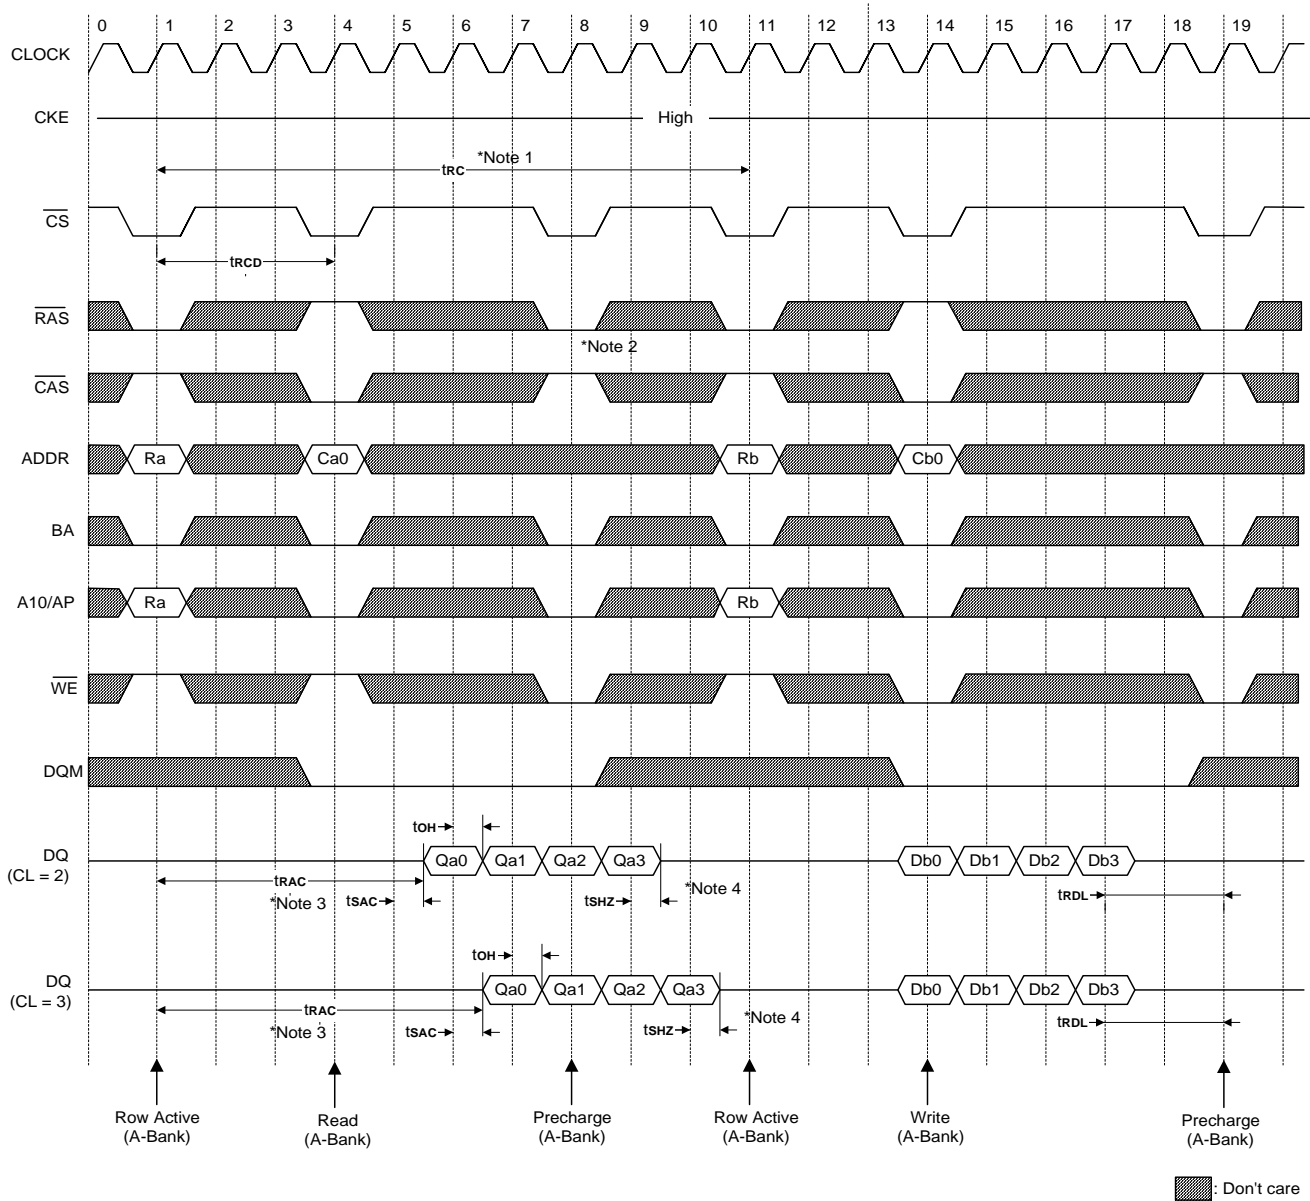 0 1 2 3 4 5 6 7 8 9 10 11 12 13 14 15 16 17 18 19
CLOCK
CKE High
*Note 1
tRC
CS
tRCD
RAS
*Note 2
CAS
ADDR Ra Ca0 Rb Cb0
BA
A10/AP Ra Rb
WE
DQM
tOH
DQ
(CL = 2)
Qa0 Qa1 Qa2 Qa3 Db0 Db1 Db2 Db3
tRAC
*Note 3
tSAC
tSHZ
*Note 4
tRDL
tOH
DQ
(CL = 3)
Qa0 Qa1 Qa2 Qa3 Db0 Db1 Db2 Db3
tRAC
*Note 3
tSAC
tSHZ
*Note 4
tRDL
Row Active
(A-Bank)
Read
(A-Bank)
Precharge
(A-Bank)
Row Active
(A-Bank)
Write
(A-Bank)
Precharge
(A-Bank)
: Don't care